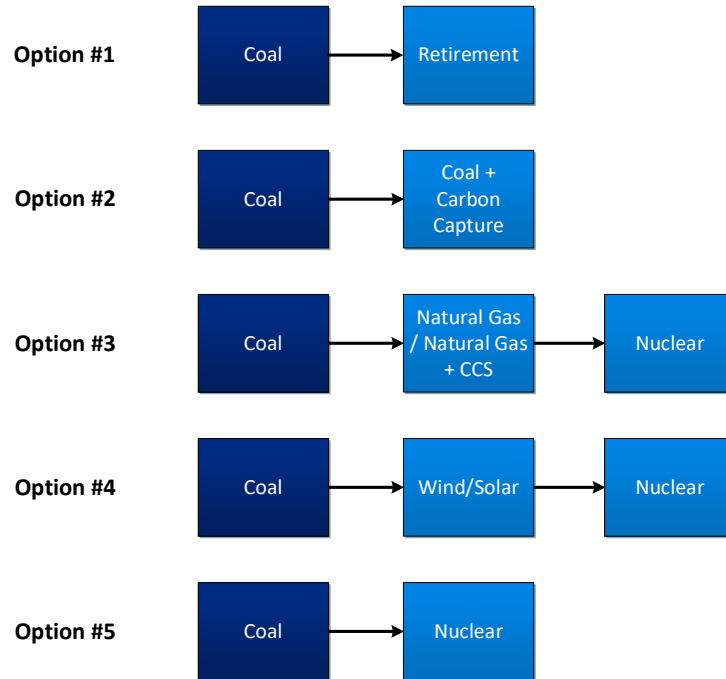 Option #1
Coal
Retirement
Option #2
Coal
Coal +
Carbon
Capture
Option #3
Coal
Natural Gas
/ Natural Gas
+ CCS
Nuclear
Option #4
Coal
Wind/Solar
Nuclear
Option #5
Coal
Nuclear